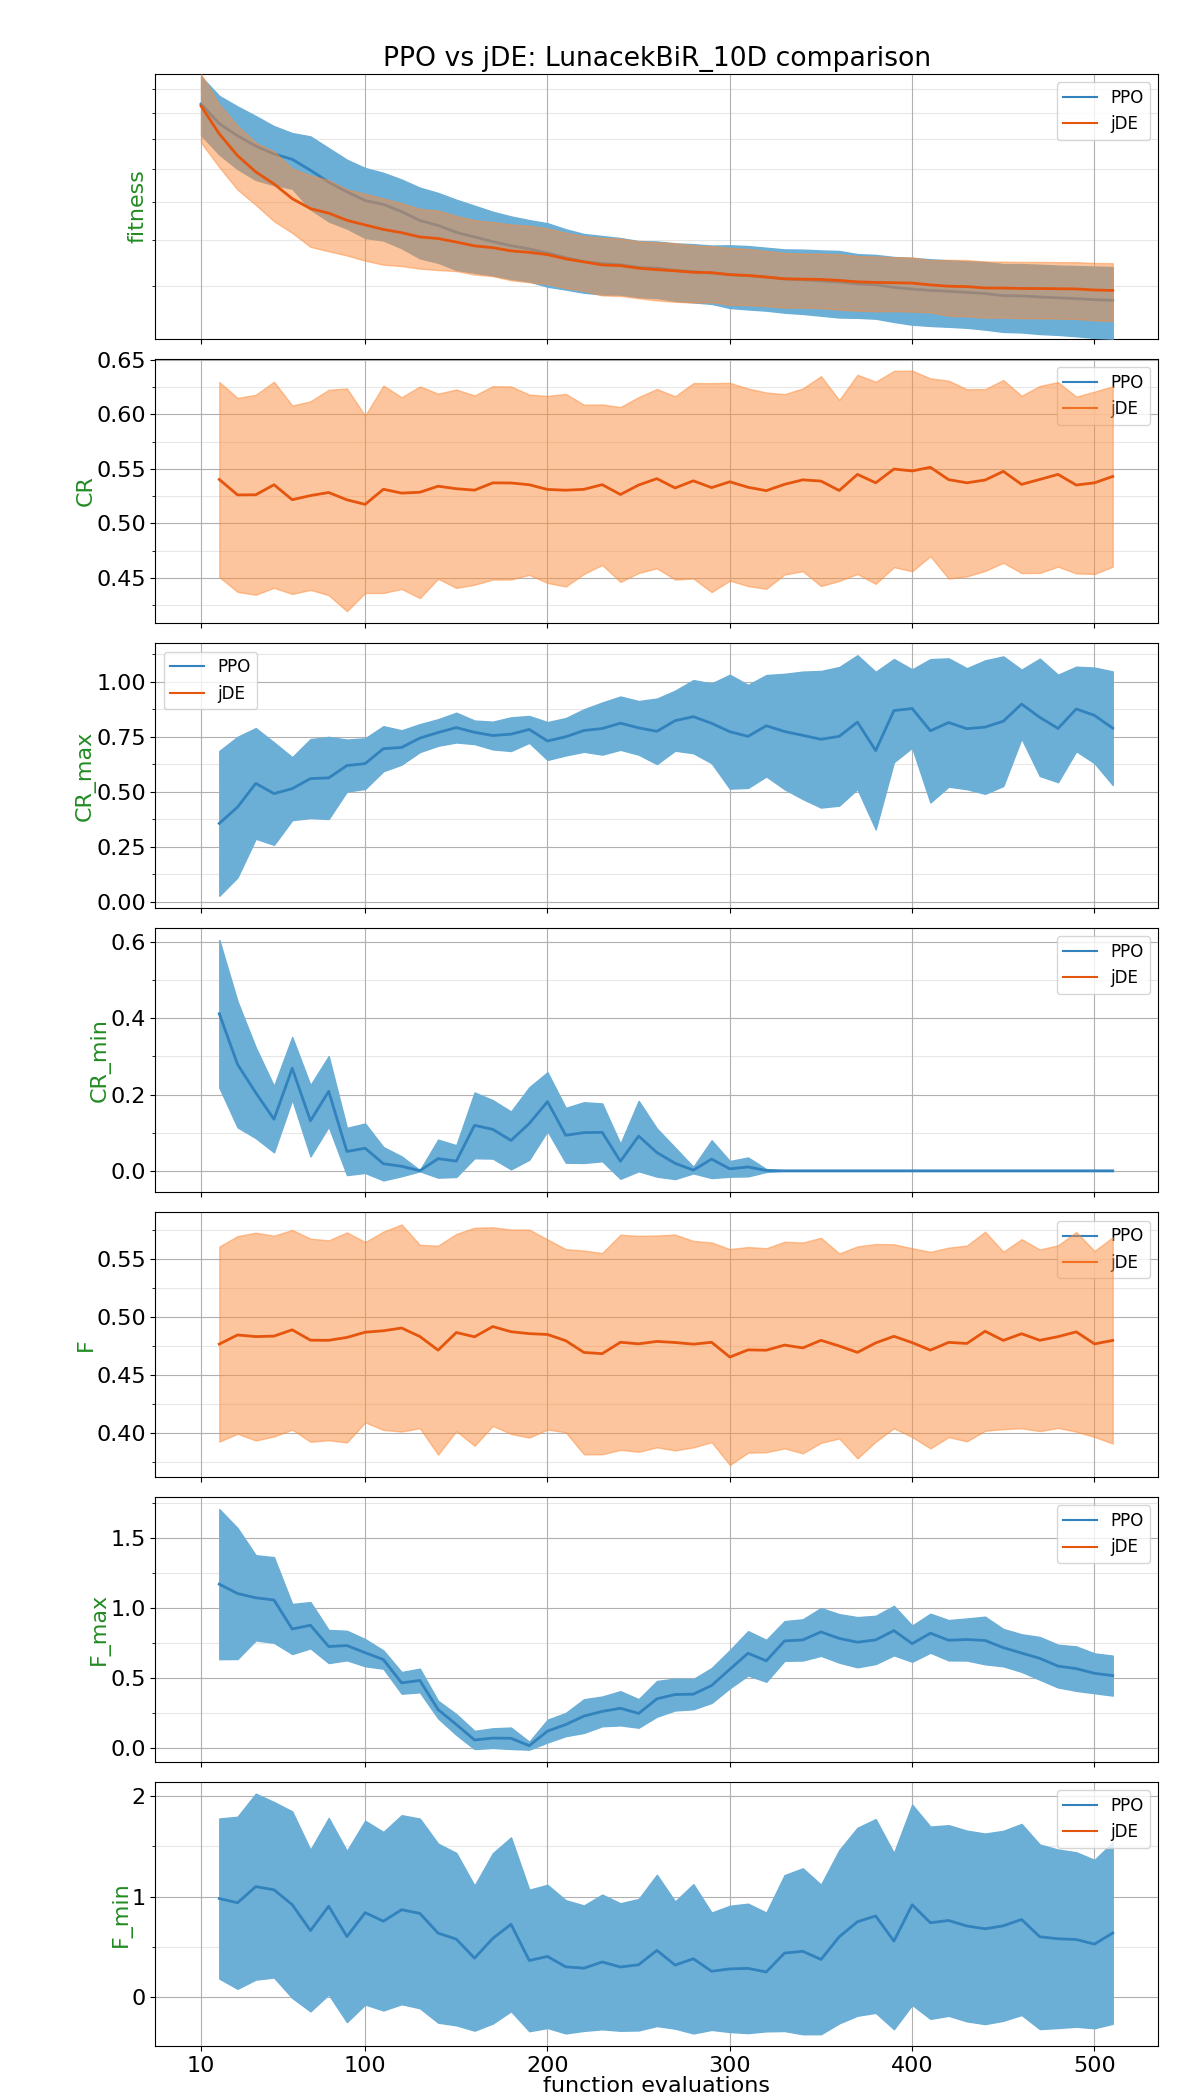 PPO vs jDE: LunacekBiR_10D comparison
fitness
PPO
jDE
0.65
0.60
0.55
0.50
0.45
CR
PPO
jDE
1.00
0.75
0.50
0.25
0.00
CR_max
PPO
jDE
0.6
0.4
0.2
0.0
CR_min
PPO
jDE
0.55
0.50
0.45
0.40
F
PPO
jDE
1.5
1.0
0.5
0.0
F_max
PPO
jDE
2
1
0
F_min
PPO
jDE
10 100 200 300 400 500
function evaluations